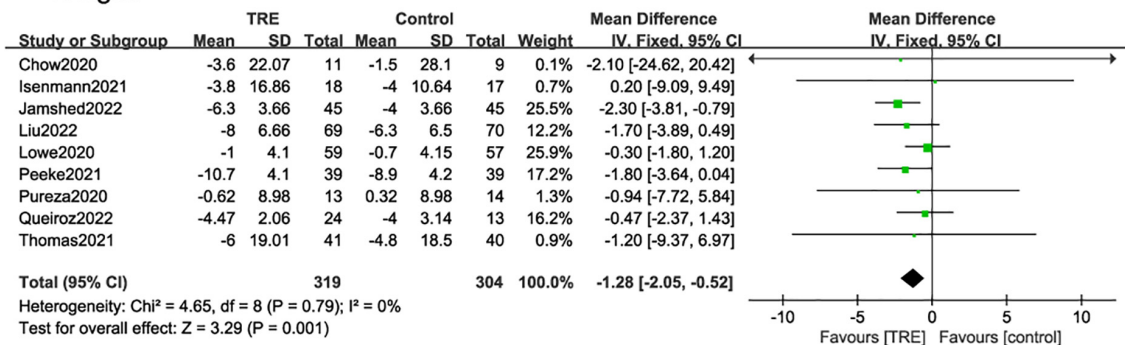 TRE Control Mean Difference Mean Difference
Study or Subgroup Mean SD Total Mean SD Total Weight IV, Fixed, 95% CI IV, Fixed, 95% CI
Chow2020 -3.6 22.07 11 -1.5 28.1 9 0.1% -2.10 [-24.62, 20.42]
Isenmann2021 -3.8 16.86 18 -4 10.64 17 0.7% 0.20 [-9.09, 9.49]
Jamshed2022 -6.3 3.66 45 -4 3.66 45 25.5% -2.30 [-3.81, -0.79]
Liu2022 -8 6.66 69 -6.3 6.5 70 12.2% -1.70 [-3.89, 0.49]
Lowe2020 -1 4.1 59 -0.7 4.15 57 25.9% -0.30 [-1.80, 1.20]
Peeke2021 -10.7 4.1 39 -8.9 4.2 39 17.2% -1.80 [-3.64, 0.04]
Pureza2020 -0.62 8.98 13 0.32 8.98 14 1.3% -0.94 [-7.72, 5.84]
Queiroz2022 -4.47 2.06 24 -4 3.14 13 16.2% -0.47 [-2.37, 1.43]
Thomas2021 -6 19.01 41 -4.8 18.5 40 0.9% -1.20 [-9.37, 6.97]
Total (95% CI) 319 304 100.0% -1.28 [-2.05, -0.52]
Heterogeneity: Chi² = 4.65, df = 8 (P = 0.79); I² = 0%
Test for overall effect: Z = 3.29 (P = 0.001)
-10 -5 0 5 10
Favours [TRE] Favours [control]